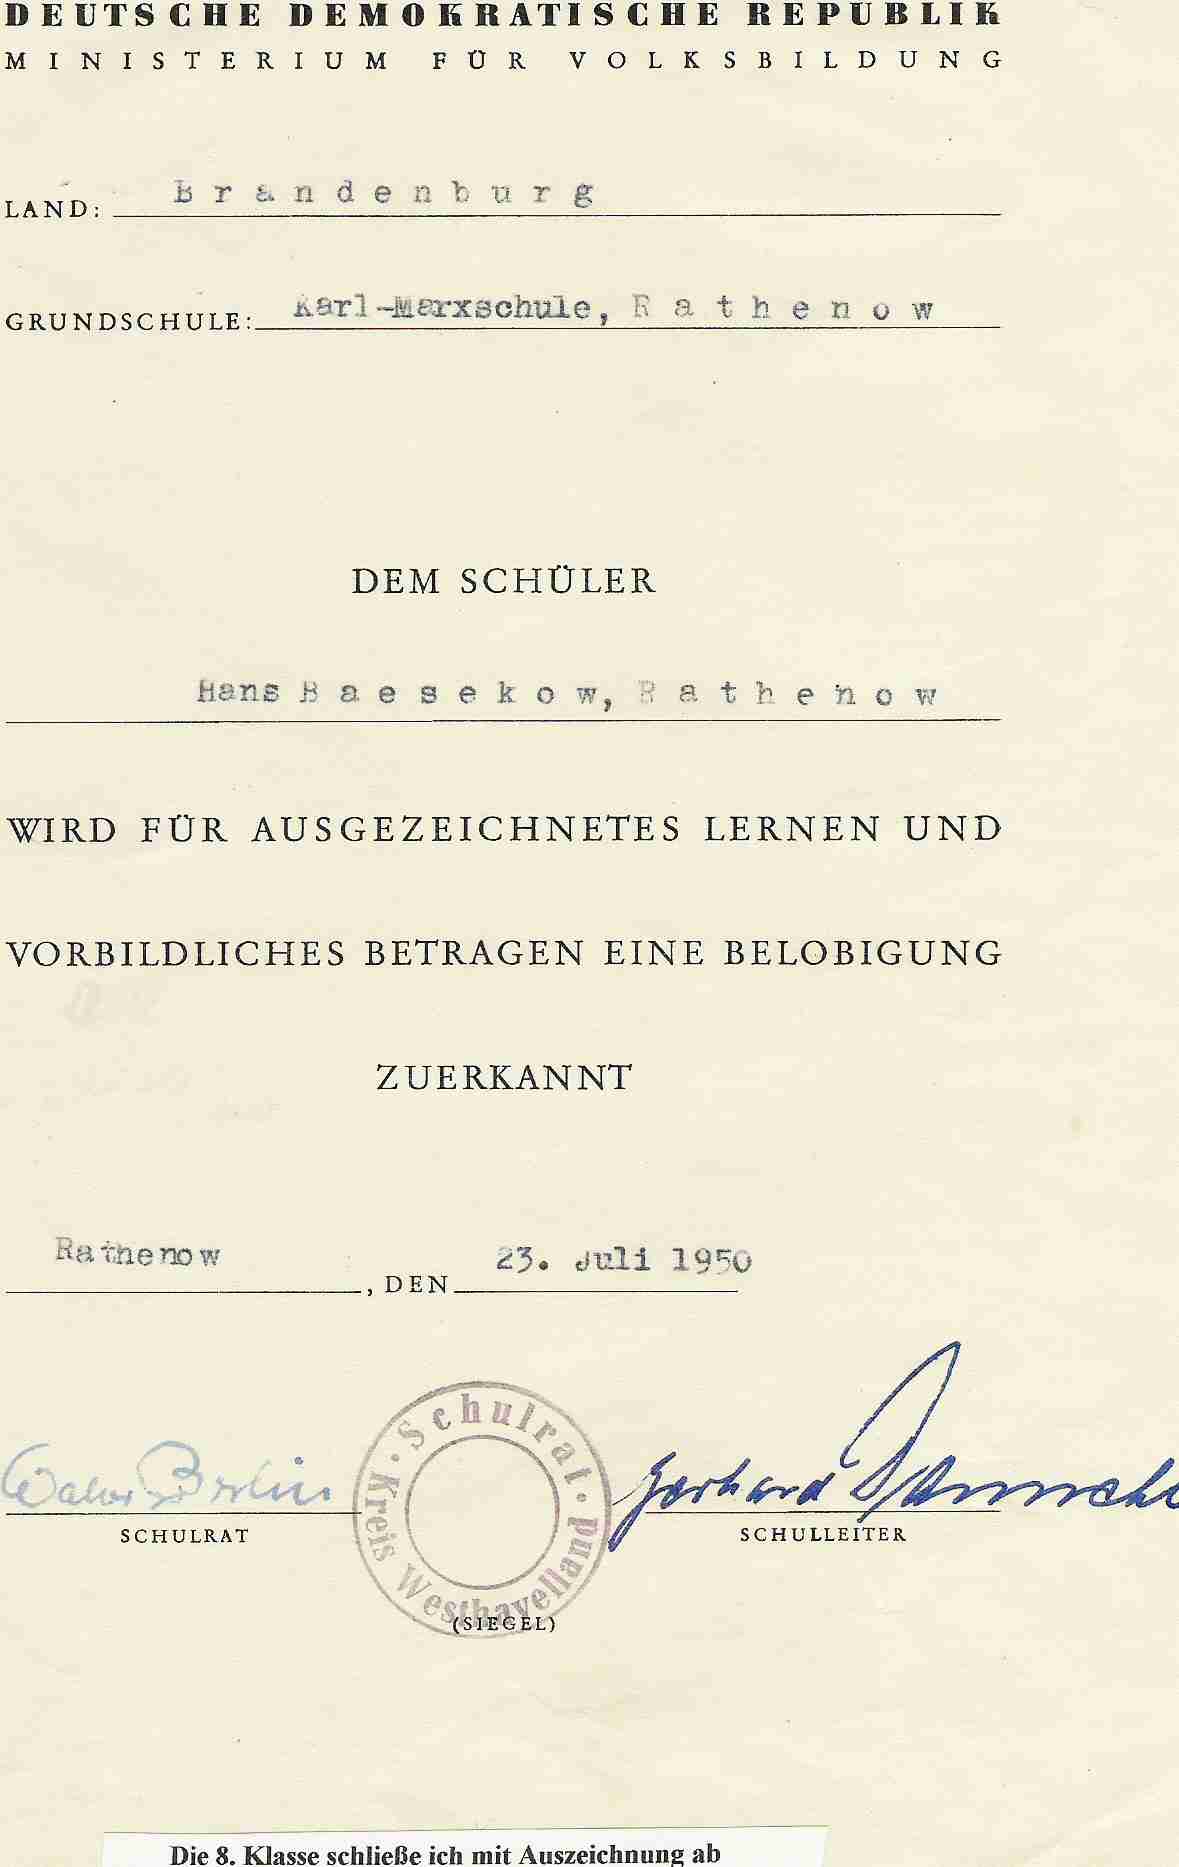 DEUTSCHE DEMOKRATISCHE REPUBLIK
MINISTERIUM FÜR VOLKSBILDUNG
LAND: Brandenburg
GRUNDSCHULE: Karl-Marxschule, Rathenow
DEM SCHÜLER
Hans Baesekow, Rathenow
WIRD FÜR AUSGEZEICHNETES LERNEN UND
VORBILDLICHES BETRAGEN EINE BELOBIGUNG
ZUERKANNT
Rathenow, DEN 23. Juli 1950
Berlin
Gerhard
SCHULRAT
SCHULLEITER
Schulrat · Kreis Westhavelland ·
(SIEGEL)
Die 8. Klasse schließe ich mit Auszeichnung ab